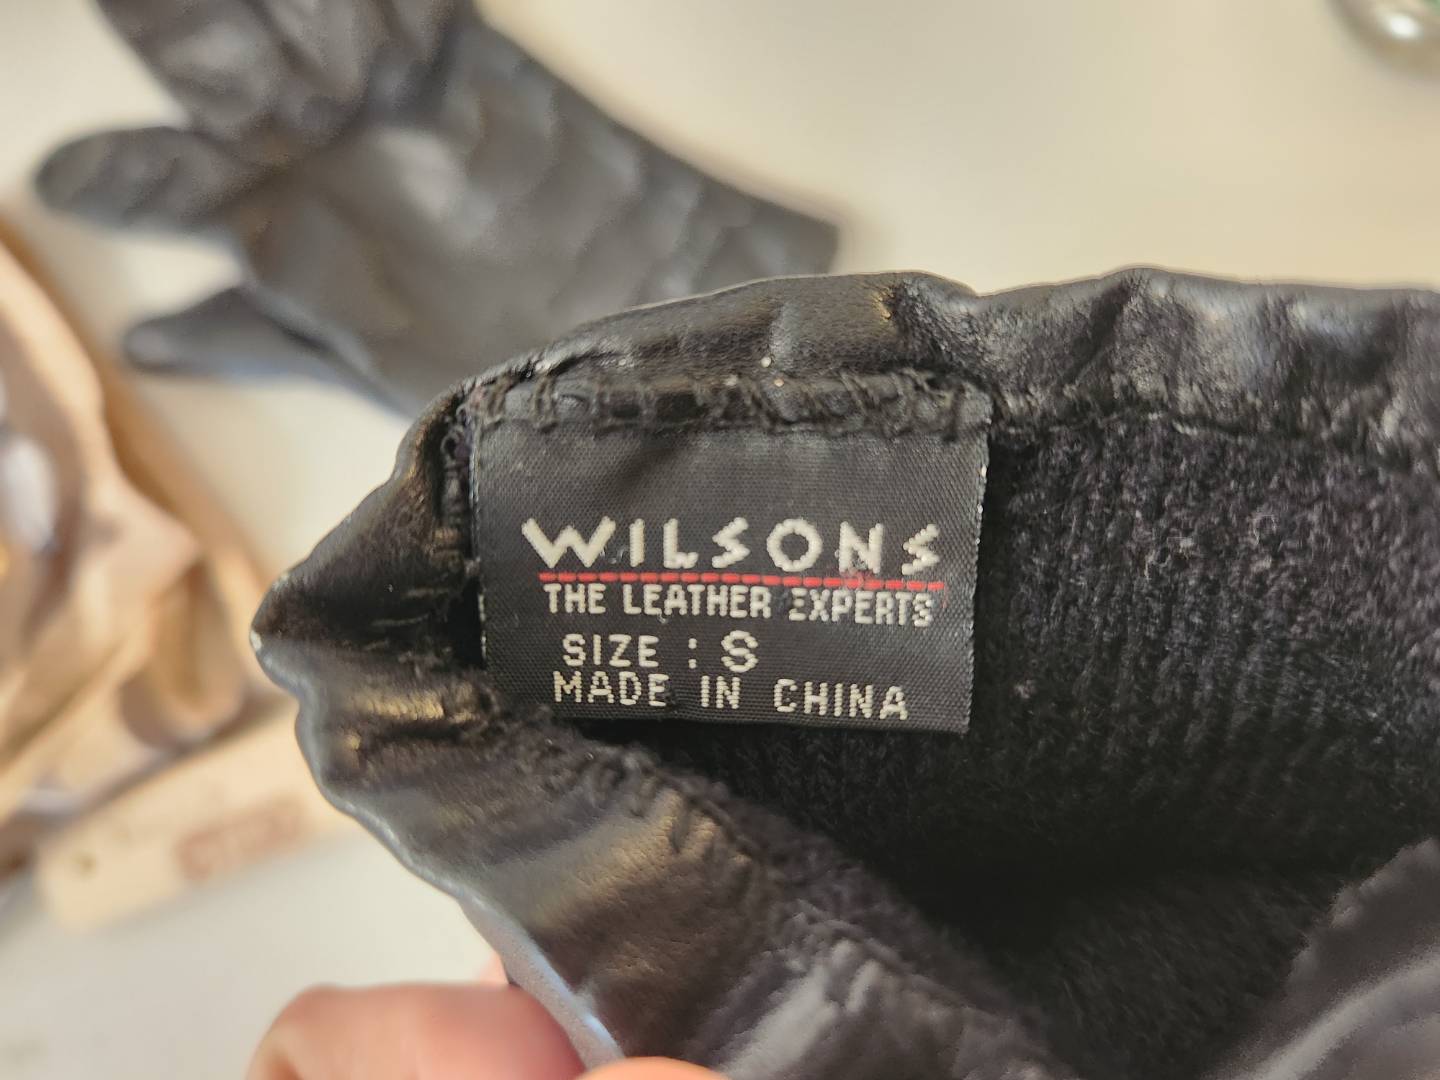 WILSONS
THE LEATHER EXPERTS
SIZE : S
MADE IN CHINA